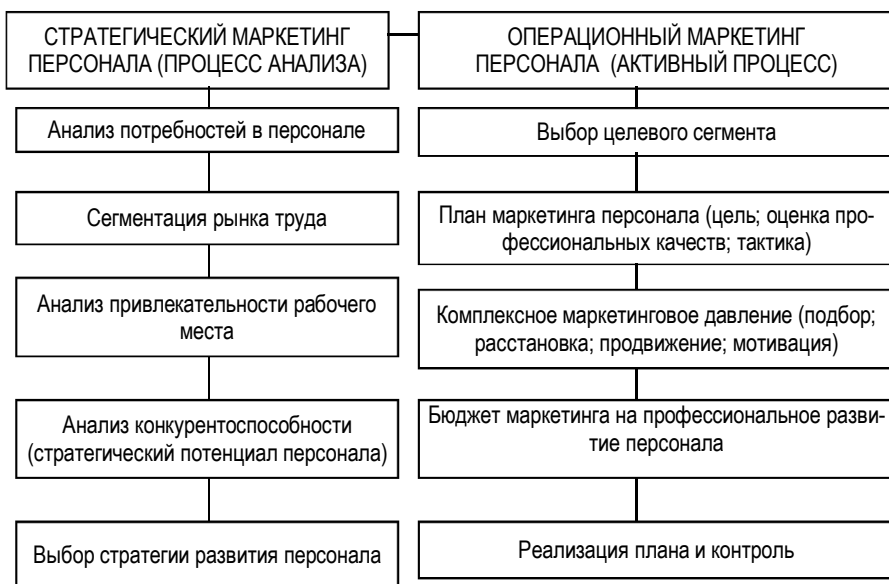 СТРАТЕГИЧЕСКИЙ МАРКЕТИНГ
ПЕРСОНАЛА (ПРОЦЕСС АНАЛИЗА)
Анализ потребностей в персонале
Сегментация рынка труда
Анализ привлекательности рабочего
места
Анализ конкурентоспособности
(стратегический потенциал персонала)
Выбор стратегии развития персонала
ОПЕРАЦИОННЫЙ МАРКЕТИНГ
ПЕРСОНАЛА (АКТИВНЫЙ ПРОЦЕСС)
Выбор целевого сегмента
План маркетинга персонала (цель; оценка про-
фессиональных качеств; тактика)
Комплексное маркетинговое давление (подбор;
расстановка; продвижение; мотивация)
Бюджет маркетинга на профессиональное разви-
тие персонала
Реализация плана и контроль